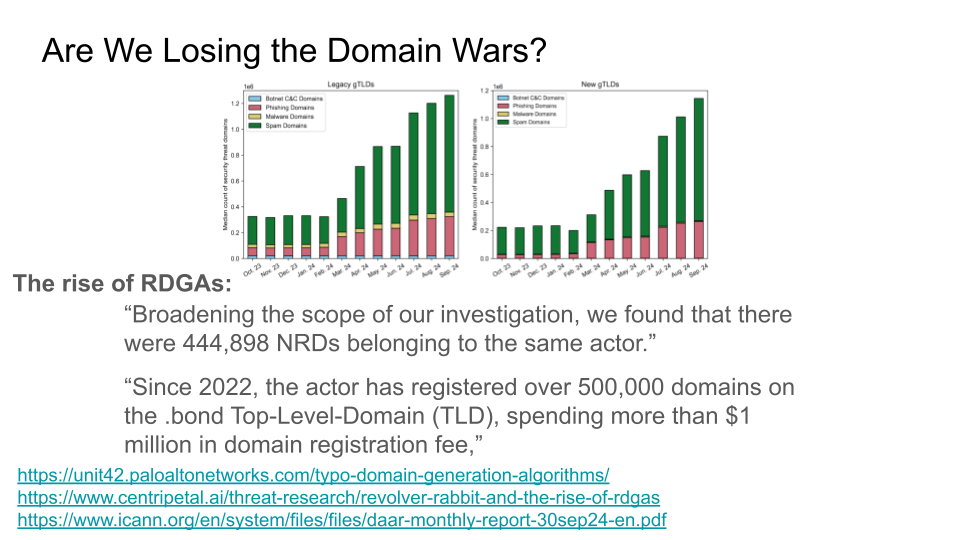 Are We Losing the Domain Wars?
Legacy gTLDs
1e6
Botnet C&C Domains
Phishing Domains
Malware Domains
Spam Domains
Median count of security threat domains
1.2
1.0
0.8
0.6
0.4
0.2
0.0
Oct. 23
Nov. 23
Dec. 23
Jan. 24
Feb. 24
Mar. 24
Apr. 24
May. 24
Jun. 24
Jul. 24
Aug. 24
Sep. 24
New gTLDs
1e6
Botnet C&C Domains
Phishing Domains
Malware Domains
Spam Domains
Median count of security threat domains
1.2
1.0
0.8
0.6
0.4
0.2
0.0
Oct. 23
Nov. 23
Dec. 23
Jan. 24
Feb. 24
Mar. 24
Apr. 24
May. 24
Jun. 24
Jul. 24
Aug. 24
Sep. 24
The rise of RDGAs:
“Broadening the scope of our investigation, we found that there
were 444,898 NRDs belonging to the same actor.”
“Since 2022, the actor has registered over 500,000 domains on
the .bond Top-Level-Domain (TLD), spending more than $1
million in domain registration fee,”
https://unit42.paloaltonetworks.com/typo-domain-generation-algorithms/
https://www.centripetal.ai/threat-research/revolver-rabbit-and-the-rise-of-rdgas
https://www.icann.org/en/system/files/files/daar-monthly-report-30sep24-en.pdf